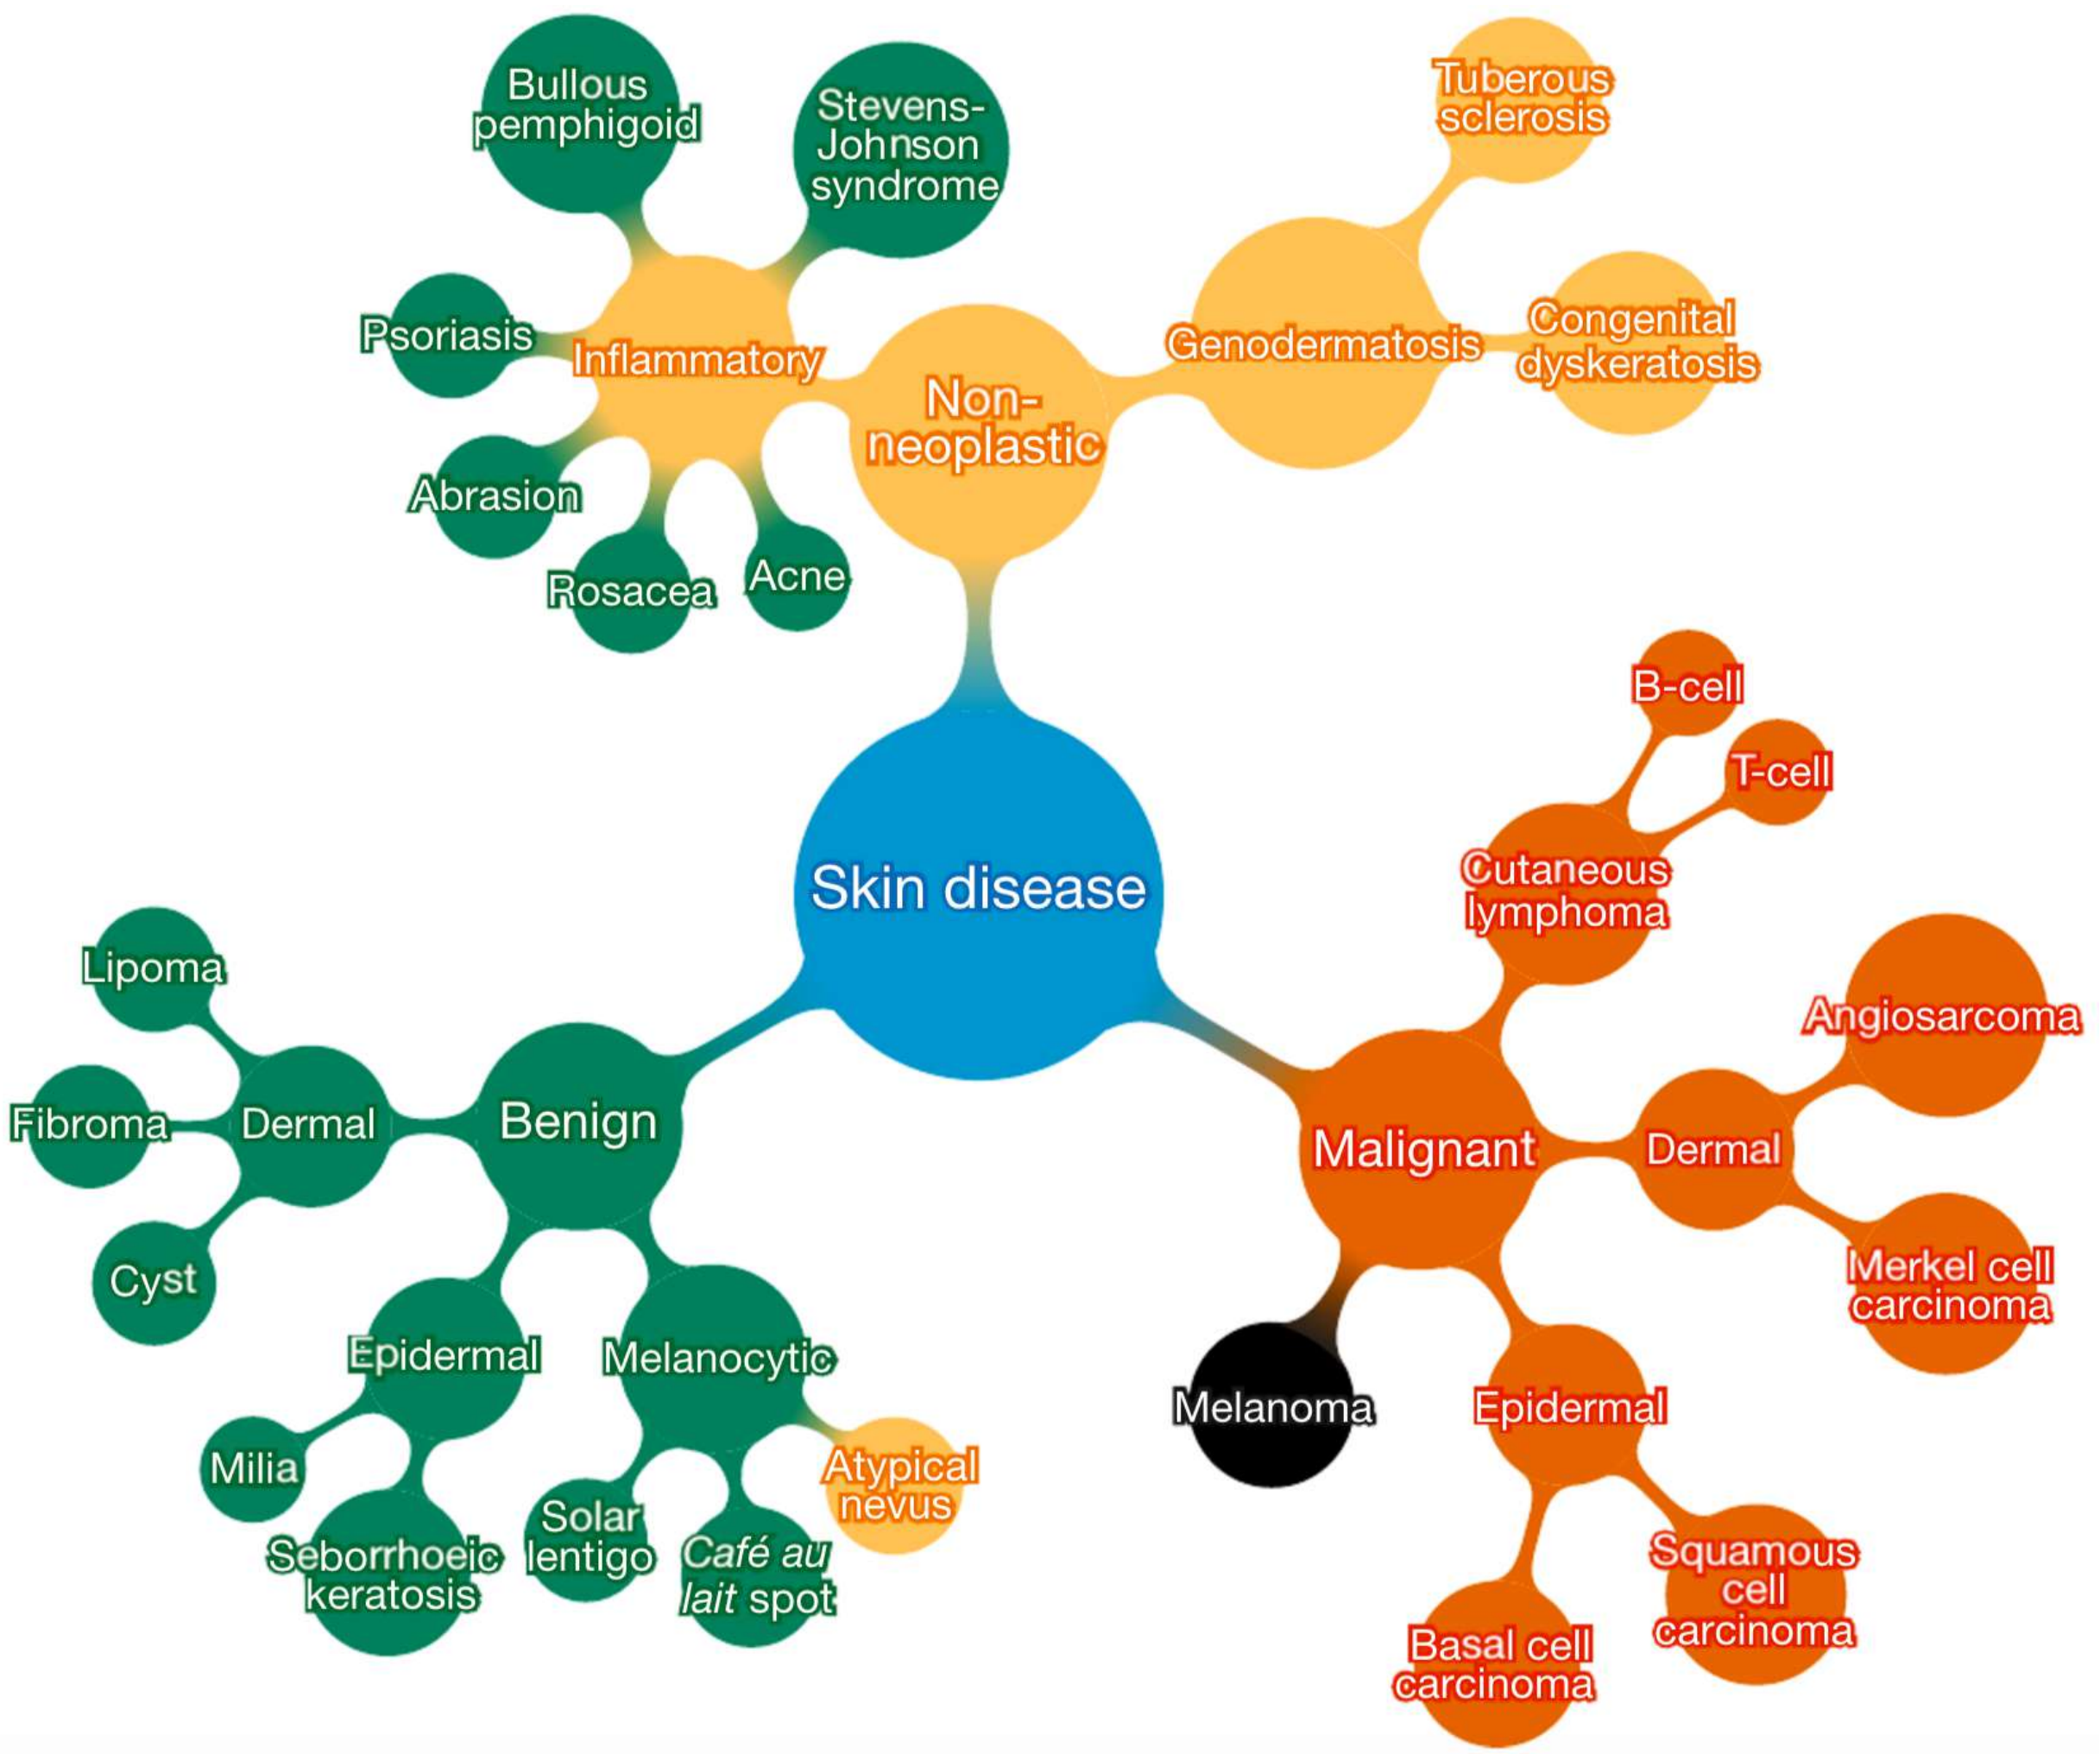 Bullous
pemphigoid
Stevens-
Johnson
syndrome
Tuberous
sclerosis
Psoriasis
Inflammatory
Non-
neoplastic
Genodermatosis
Congenital
dyskeratosis
Abrasion
Rosacea
Acne
Skin disease
B-cell
T-cell
Cutaneous
lymphoma
Lipoma
Fibroma
Dermal
Benign
Cyst
Epidermal
Melanocytic
Milia
Seborrhoeic
keratosis
Solar
lentigo
Café au
lait spot
Atypical
nevus
Malignant
Dermal
Angiosarcoma
Merkel cell
carcinoma
Melanoma
Epidermal
Basal cell
carcinoma
Squamous
cell
carcinoma